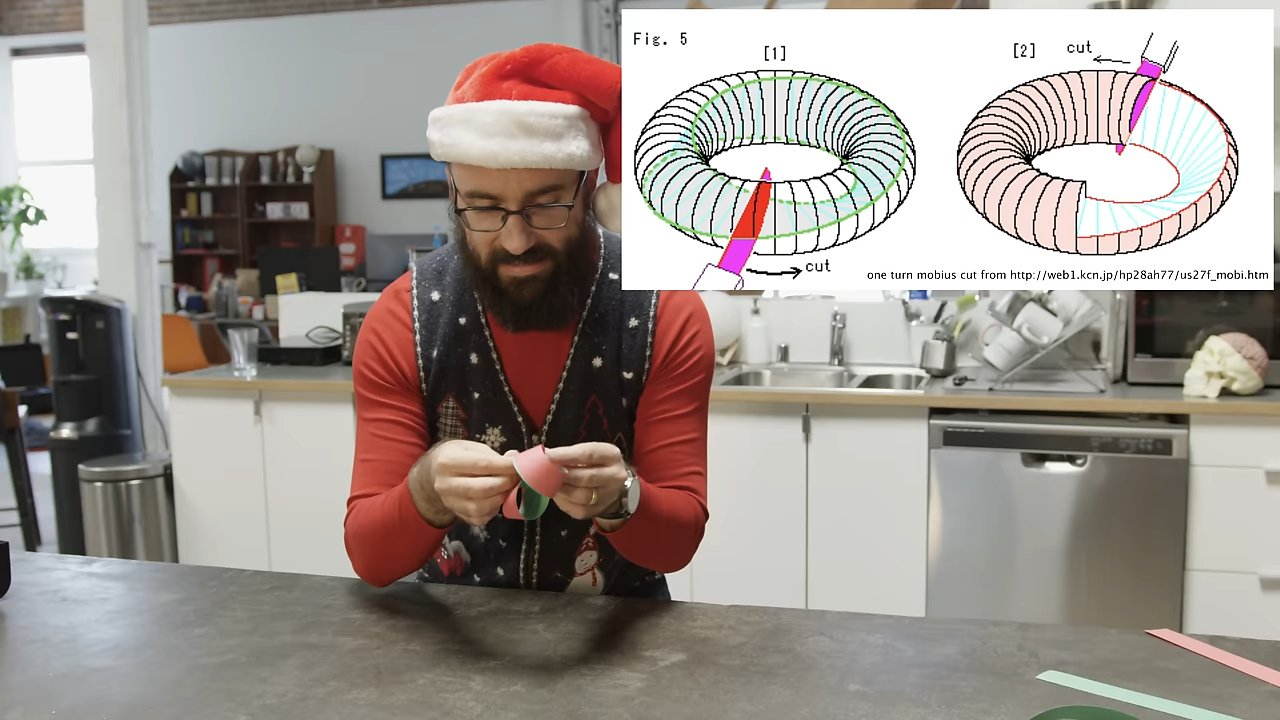 Fig. 5
[1]
[2]
cut
cut
one turn mobius cut from http://web1.kcn.jp/hp28ah77/us27f_mobi.htm